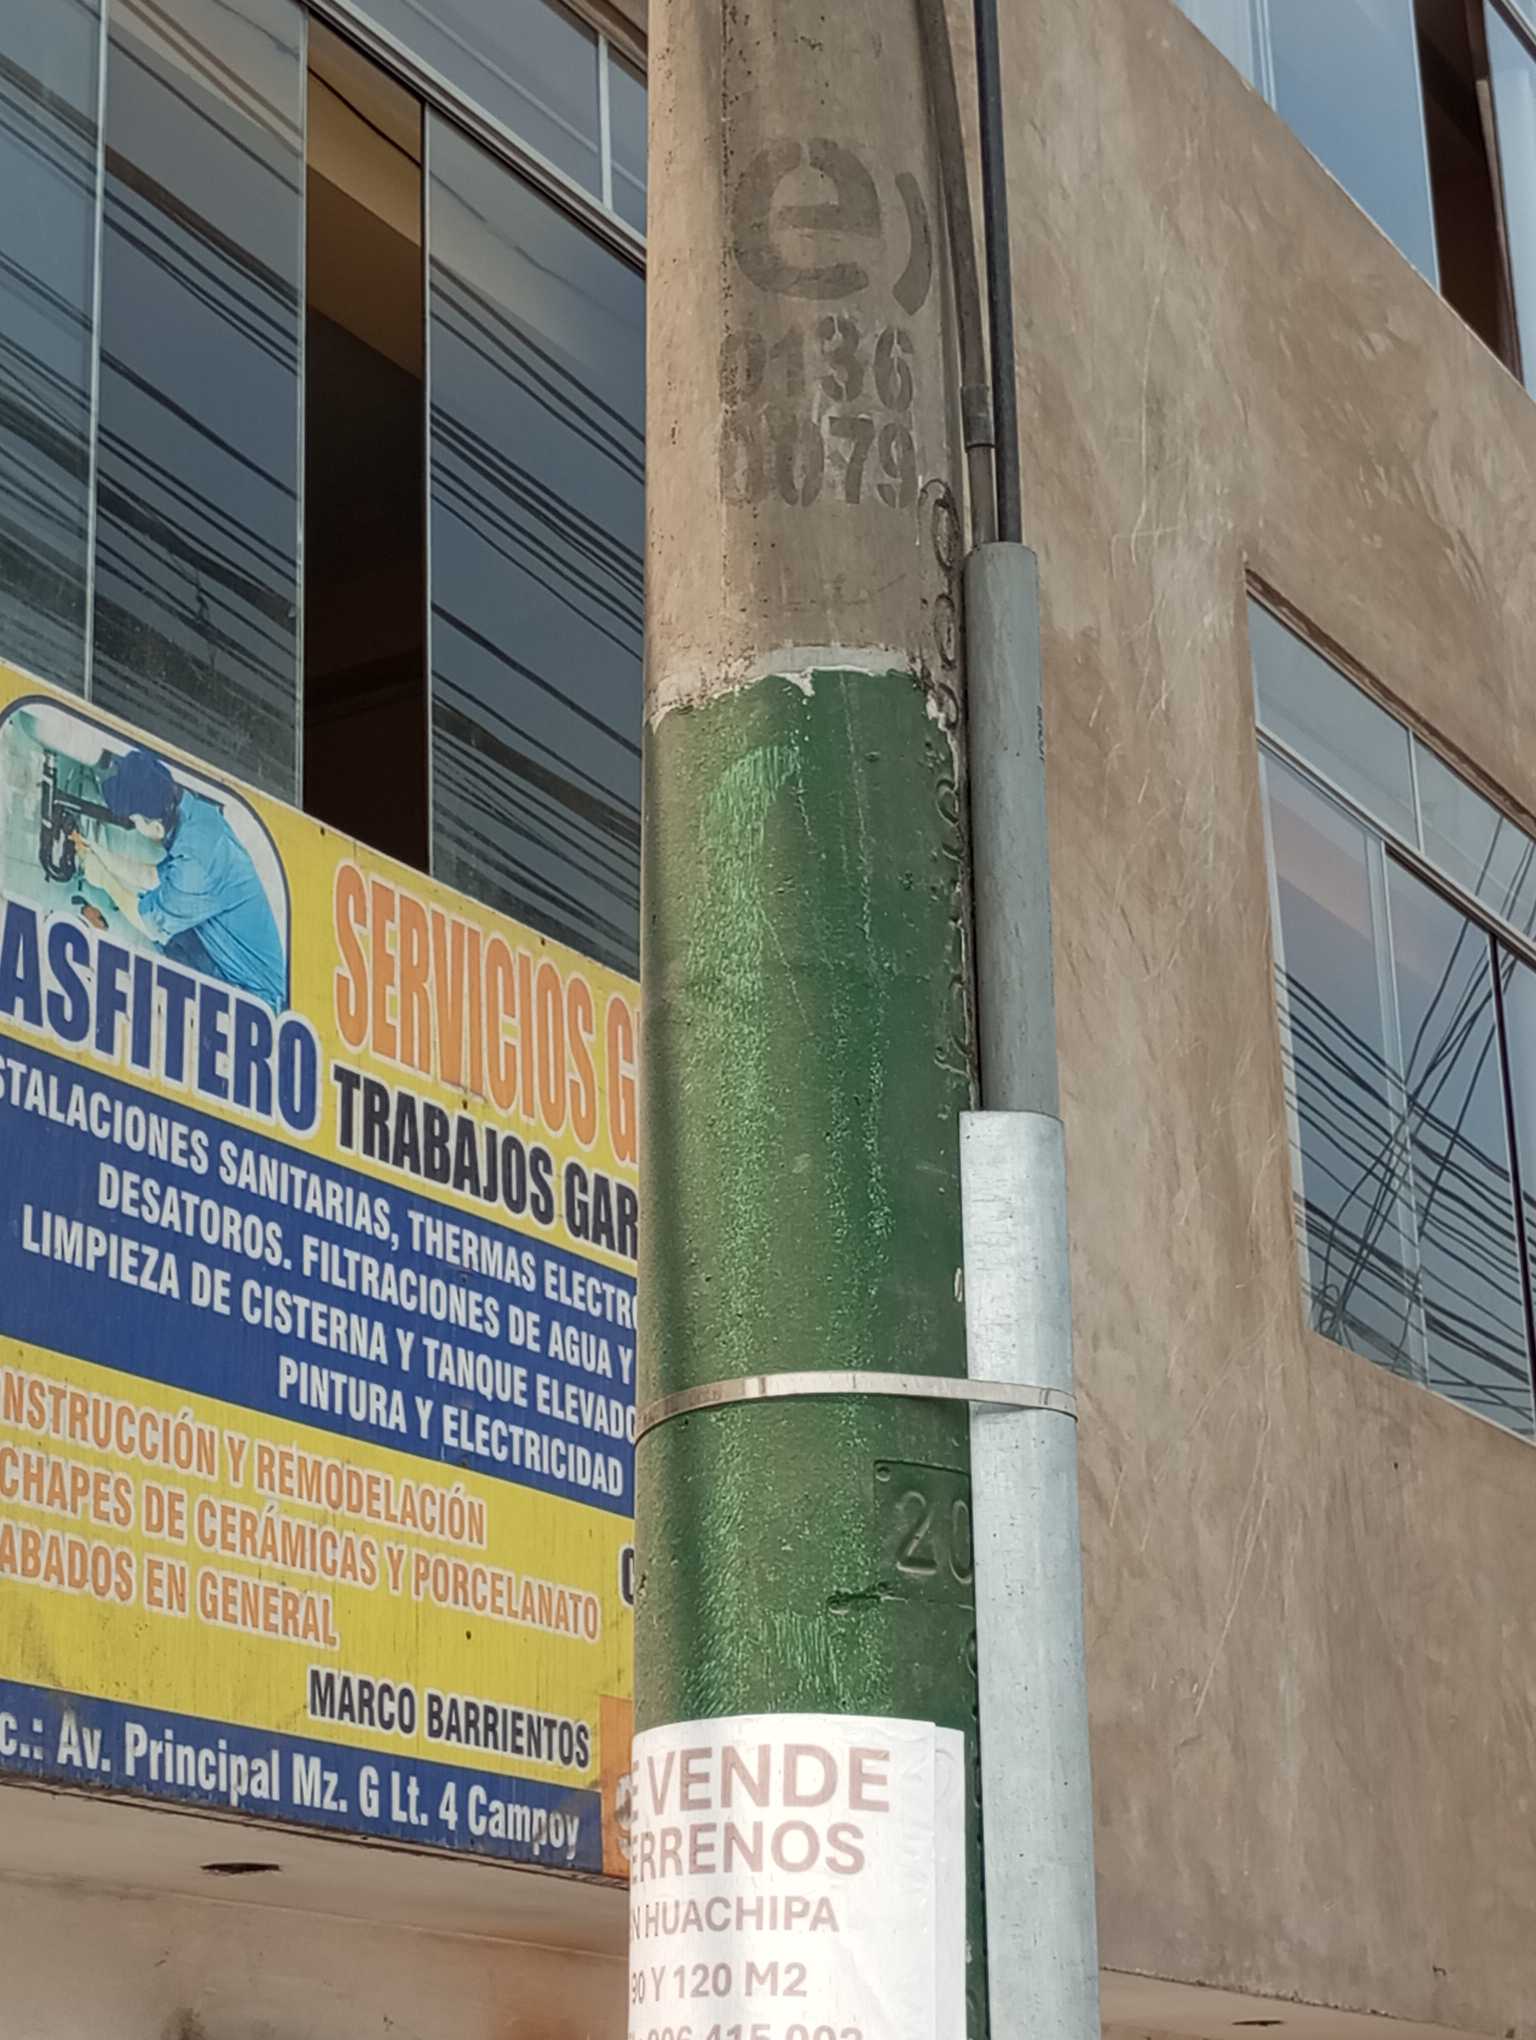 e)
0136
0079
ASFITERO
SERVICIOS G
TRABAJOS GAR
STALACIONES SANITARIAS, THERMAS ELECTR
DESATOROS. FILTRACIONES DE AGUA Y
LIMPIEZA DE CISTERNA Y TANQUE ELEVADO
PINTURA Y ELECTRICIDAD
NSTRUCCIÓN Y REMODELACIÓN
CHAPES DE CERÁMICAS Y PORCELANATO
ABADOS EN GENERAL
MARCO BARRIENTOS
c.: Av. Principal Mz. G Lt. 4 Campoy
20
E VENDE
ERRENOS
N HUACHIPA
90 Y 120 M2